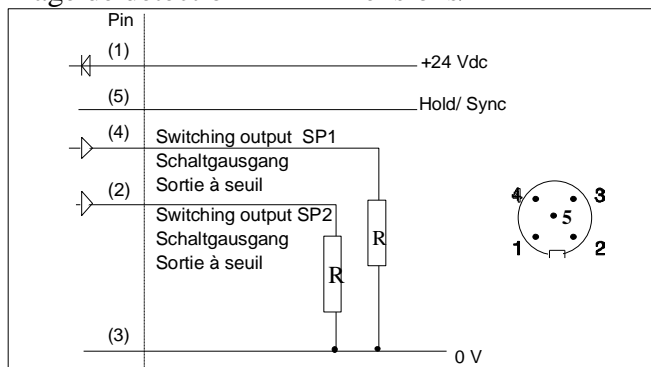 Pin
(1)
+24 Vdc
(5)
Hold/ Sync
(4)
Switching output SP1
Schaltgausgang
Sortie à seuil
(2)
Switching output SP2
Schaltgausgang
Sortie à seuil
R
R
4
3
5
1
2
(3)
0 V